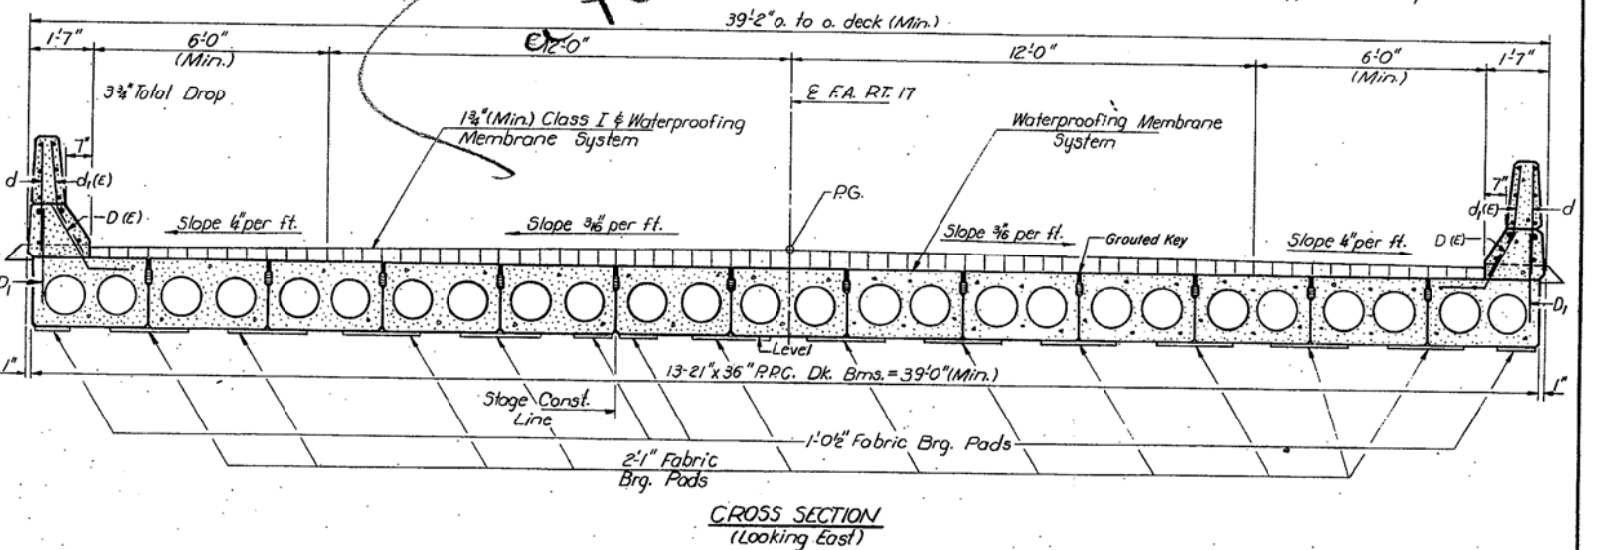 39'-2" o. to o. deck (Min.)
1'-7"
6'-0"
(Min.)
12'-0"
12'-0"
6'-0"
(Min.)
1'-7"
3¾" Total Drop
℄ F.A. RT. 17
1¾" (Min.) Class I & Waterproofing
Membrane System
Waterproofing Membrane
System
7"
7"
d
d₁(E)
D (E)
P.G.
d₁(E)
d
D (E)
Slope ¼" per ft.
Slope 3/16" per ft.
Slope 3/16" per ft.
Grouted Key
Slope ¼" per ft.
D₁
D₁
Level
1"
13-21"x36" P.P.C. Dk. Bms. = 39'-0" (Min.)
1"
Stage Const.
Line
1'-0½" Fabric Brg. Pads
2'-1" Fabric
Brg. Pads
CROSS SECTION
(Looking East)